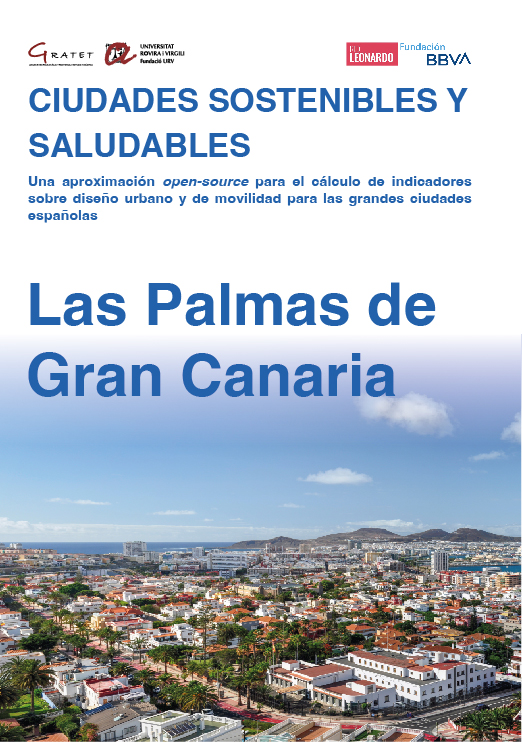 GRATET
UNIVERSITAT
ROVIRA i VIRGILI
Fundació URV
LEONARDO
Fundación
BBVA
CIUDADES SOSTENIBLES Y
SALUDABLES
Una aproximación open-source para el cálculo de indicadores
sobre diseño urbano y de movilidad para las grandes ciudades
españolas
Las Palmas de
Gran Canaria